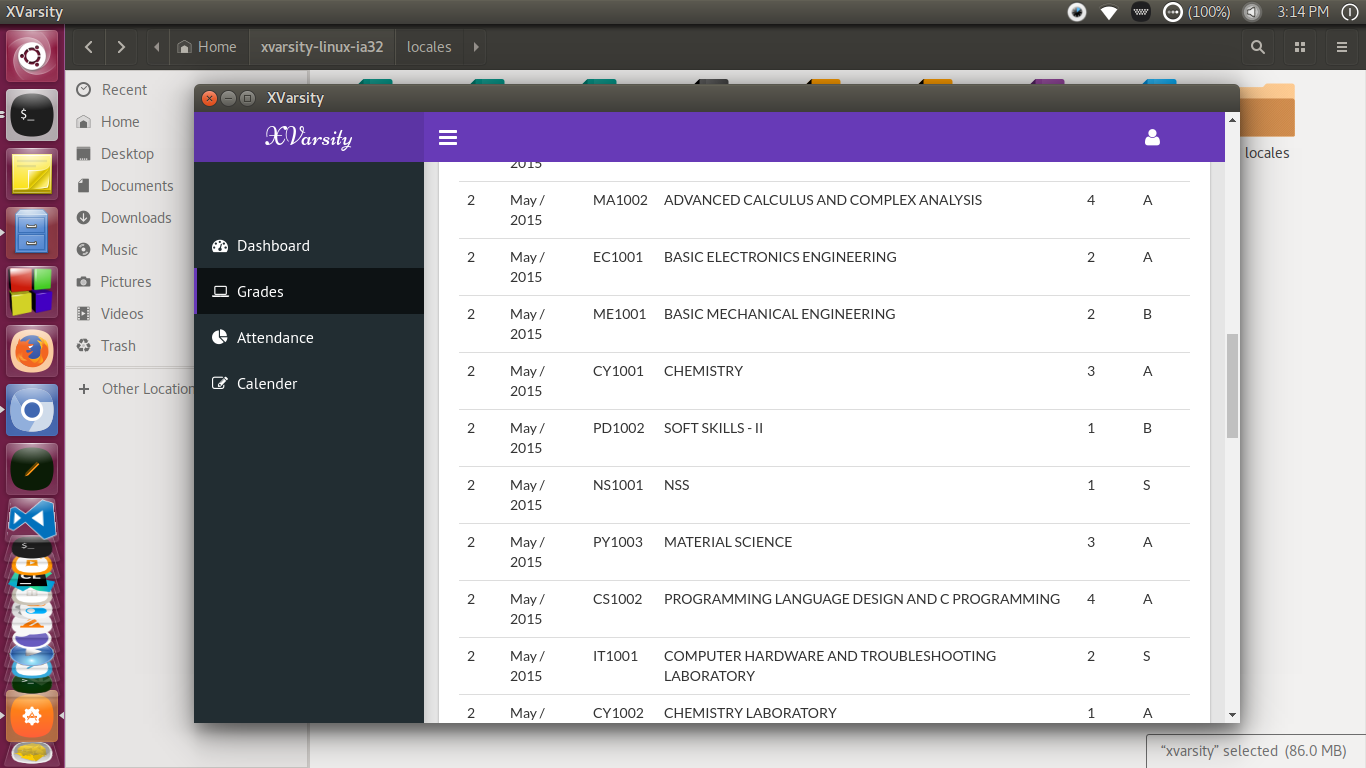 XVarsity
(100%)
3:14 PM
Home
xvarsity-linux-ia32
locales
Recent
Home
Desktop
Documents
Downloads
Music
Pictures
Videos
Trash
Other Location
locales
XVarsity
XVarsity
Dashboard
Grades
Attendance
Calender
2015
2 May / MA1002 ADVANCED CALCULUS AND COMPLEX ANALYSIS 4 A
2015
2 May / EC1001 BASIC ELECTRONICS ENGINEERING 2 A
2015
2 May / ME1001 BASIC MECHANICAL ENGINEERING 2 B
2015
2 May / CY1001 CHEMISTRY 3 A
2015
2 May / PD1002 SOFT SKILLS - II 1 B
2015
2 May / NS1001 NSS 1 S
2015
2 May / PY1003 MATERIAL SCIENCE 3 A
2015
2 May / CS1002 PROGRAMMING LANGUAGE DESIGN AND C PROGRAMMING 4 A
2015
2 May / IT1001 COMPUTER HARDWARE AND TROUBLESHOOTING 2 S
2015 LABORATORY
2 May / CY1002 CHEMISTRY LABORATORY 1 A
“xvarsity” selected (86.0 MB)